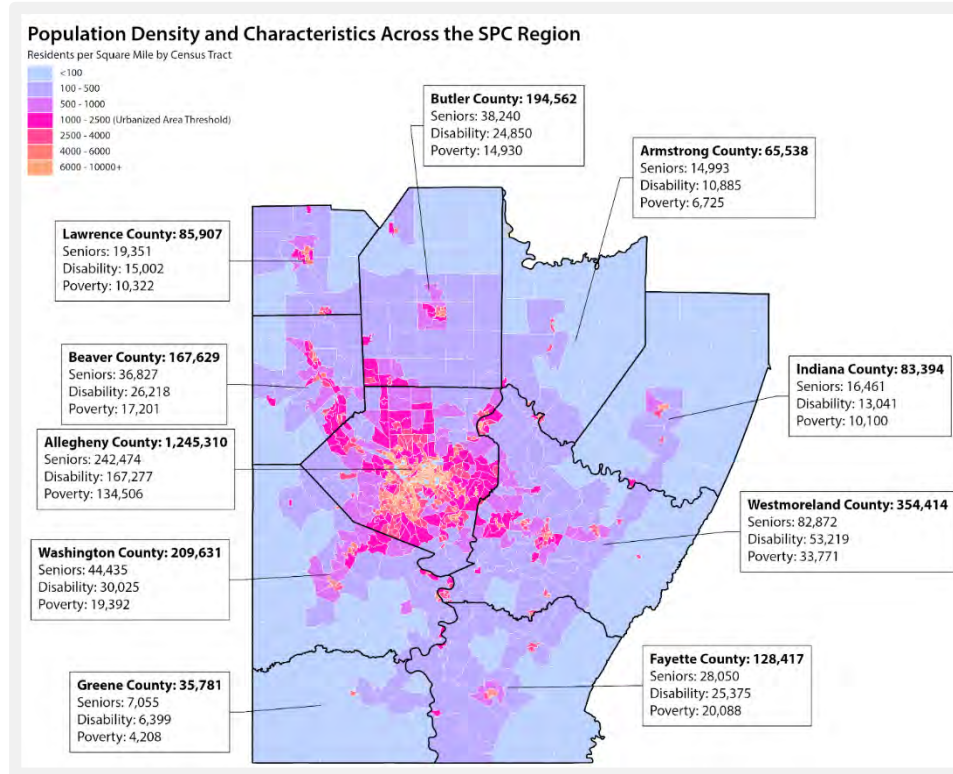 Population Density and Characteristics Across the SPC Region
Residents per Square Mile by Census Tract
<100
100 - 500
500 - 1000
1000 - 2500 (Urbanized Area Threshold)
2500 - 4000
4000 - 6000
6000 - 10000+
Butler County: 194,562
Seniors: 38,240
Disability: 24,850
Poverty: 14,930
Armstrong County: 65,538
Seniors: 14,993
Disability: 10,885
Poverty: 6,725
Lawrence County: 85,907
Seniors: 19,351
Disability: 15,002
Poverty: 10,322
Beaver County: 167,629
Seniors: 36,827
Disability: 26,218
Poverty: 17,201
Indiana County: 83,394
Seniors: 16,461
Disability: 13,041
Poverty: 10,100
Allegheny County: 1,245,310
Seniors: 242,474
Disability: 167,277
Poverty: 134,506
Westmoreland County: 354,414
Seniors: 82,872
Disability: 53,219
Poverty: 33,771
Washington County: 209,631
Seniors: 44,435
Disability: 30,025
Poverty: 19,392
Fayette County: 128,417
Seniors: 28,050
Disability: 25,375
Poverty: 20,088
Greene County: 35,781
Seniors: 7,055
Disability: 6,399
Poverty: 4,208